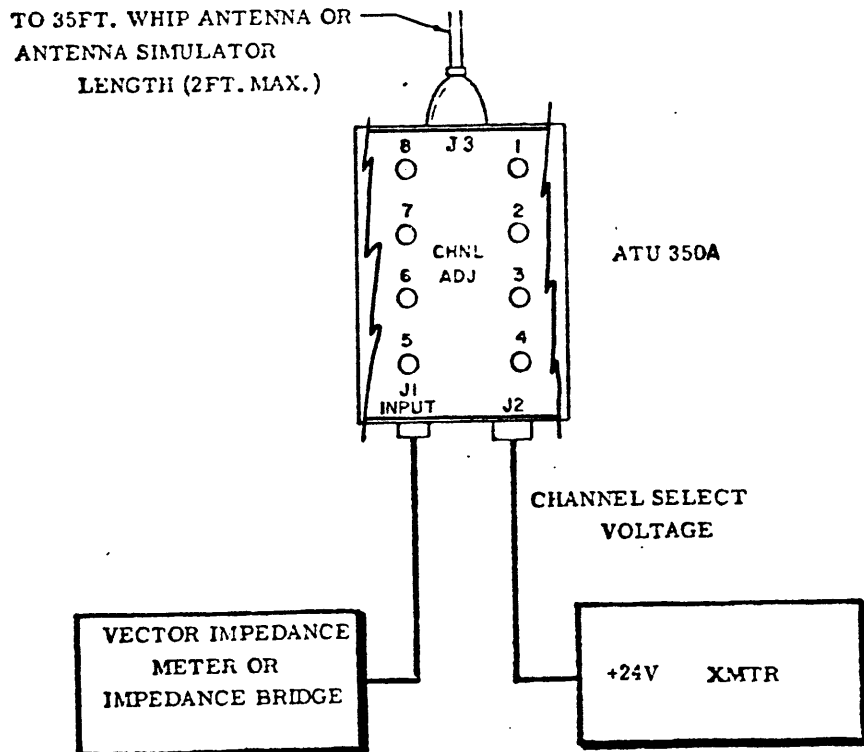 TO 35FT. WHIP ANTENNA OR
ANTENNA SIMULATOR
LENGTH (2FT. MAX.)
J3
8
1
7
2
CHNL
ADJ
6
3
5
4
J1
INPUT
J2
ATU 350A
CHANNEL SELECT
VOLTAGE
VECTOR IMPEDANCE
METER OR
IMPEDANCE BRIDGE
+24V XMTR